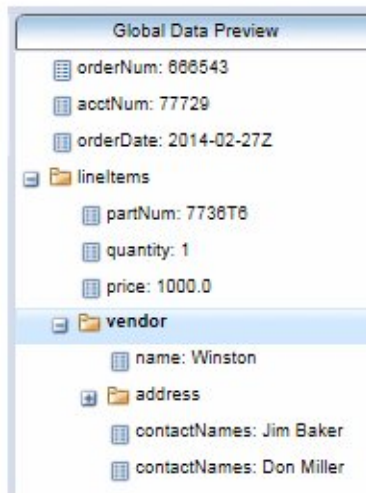 Global Data Preview
orderNum: 666543
acctNum: 77729
orderDate: 2014-02-27Z
lineItems
partNum: 7736T6
quantity: 1
price: 1000.0
vendor
name: Winston
address
contactNames: Jim Baker
contactNames: Don Miller